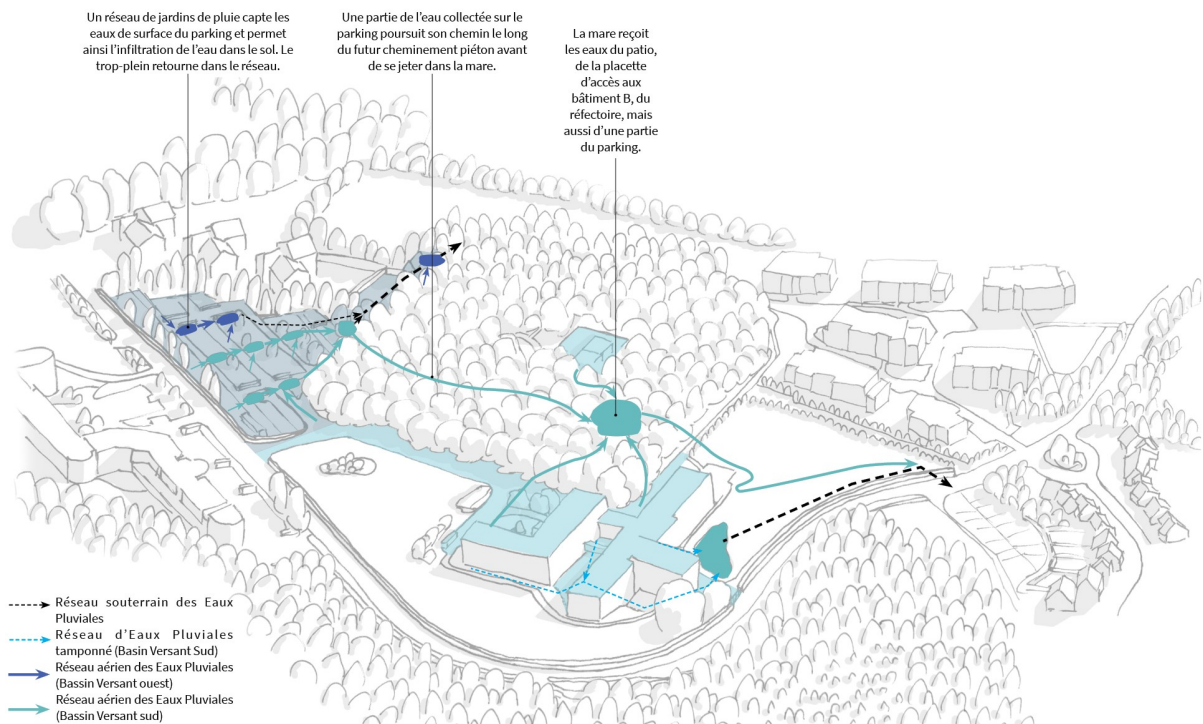 Un réseau de jardins de pluie capte les
eaux de surface du parking et permet
ainsi l'infiltration de l'eau dans le sol. Le
trop-plein retourne dans le réseau.
Une partie de l'eau collectée sur le
parking poursuit son chemin le long
du futur cheminement piéton avant
de se jeter dans la mare.
La mare reçoit
les eaux du patio,
de la placette
d'accès aux
bâtiment B, du
réfectoire, mais
aussi d'une partie
du parking.
Réseau souterrain des Eaux
Pluviales
Réseau d'Eaux Pluviales
tamponné (Basin Versant Sud)
Réseau aérien des Eaux Pluviales
(Bassin Versant ouest)
Réseau aérien des Eaux Pluviales
(Bassin Versant sud)